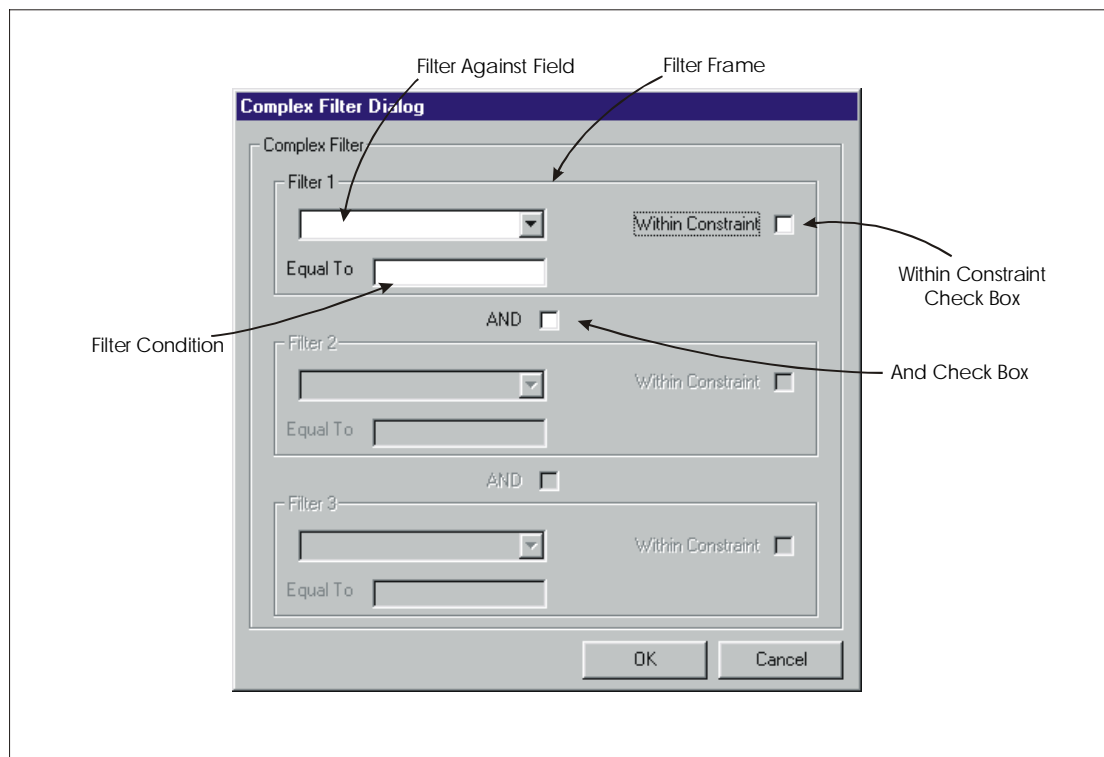 Filter Against Field
Filter Frame
Complex Filter Dialog
Complex Filter
Filter 1
Within Constraint
Equal To
Within Constraint
Check Box
AND
Filter Condition
Filter 2
And Check Box
Within Constraint
Equal To
AND
Filter 3
Within Constraint
Equal To
OK
Cancel